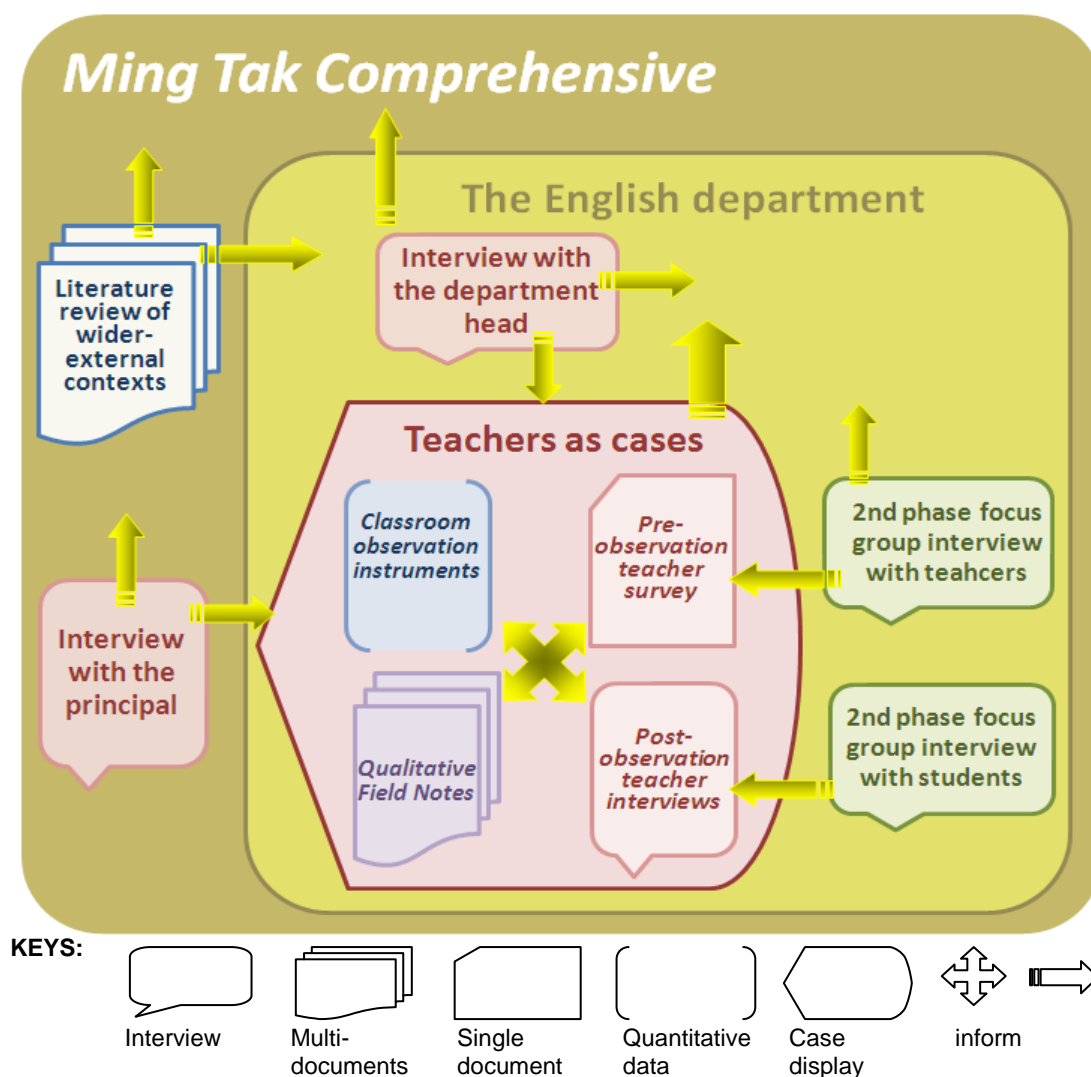 Ming Tak Comprehensive
The English department
Interview with
the department
head
Literature
review of
wider-
external
contexts
Teachers as cases
Classroom
observation
instruments
Pre-
observation
teacher
survey
2nd phase focus
group interview
with teahcers
Interview
with the
principal
Qualitative
Field Notes
Post-
observation
teacher
interviews
2nd phase focus
group interview
with students
KEYS:
Interview
Multi-
documents
Single
document
Quantitative
data
Case
display
inform